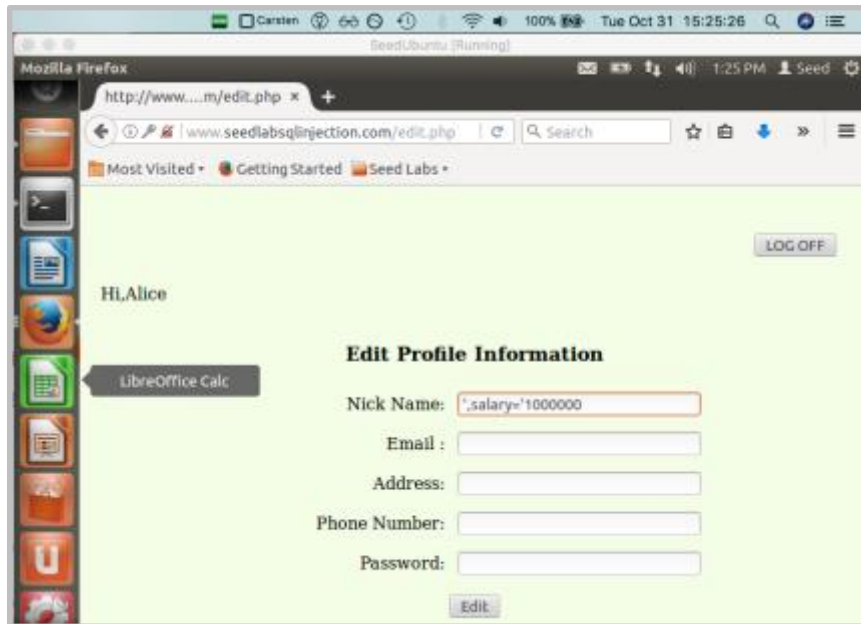 Carsten 100% Tue Oct 31 15:25:26
SeedUbuntu [Running]
Mozilla Firefox 1:25 PM Seed
http://www....m/edit.php × +
www.seedlabsqlinjection.com/edit.php Search
Most Visited Getting Started Seed Labs
LOG OFF
Hi,Alice
Edit Profile Information
LibreOffice Calc
Nick Name: ',salary='1000000
Email :
Address:
Phone Number:
Password:
Edit